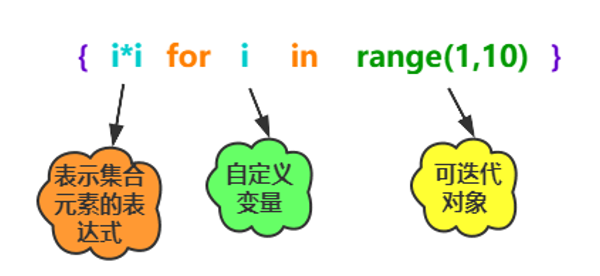 { i*i for i in range(1,10) }
表示集合
元素的表
达式
自定义
变量
可迭代
对象